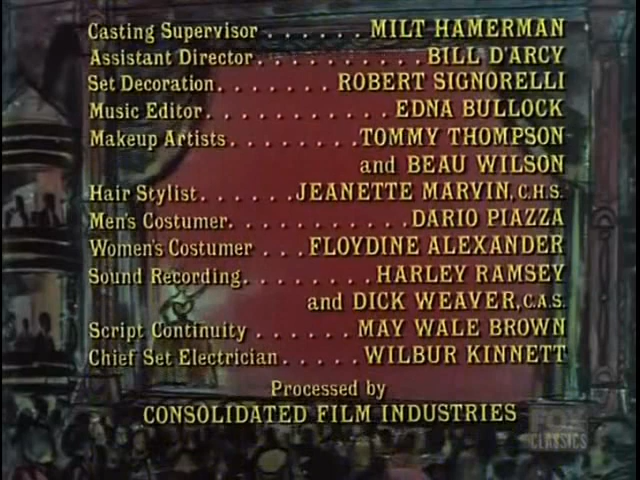 Casting Supervisor . . . . . . MILT HAMERMAN
Assistant Director . . . . . . . . . . BILL D'ARCY
Set Decoration . . . . . . . ROBERT SIGNORELLI
Music Editor . . . . . . . . . . . EDNA BULLOCK
Makeup Artists . . . . . . . . TOMMY THOMPSON
and BEAU WILSON
Hair Stylist . . . . . . JEANETTE MARVIN, C.H.S.
Men's Costumer . . . . . . . . . . . DARIO PIAZZA
Women's Costumer . . . FLOYDINE ALEXANDER
Sound Recording . . . . . . . . HARLEY RAMSEY
and DICK WEAVER, C.A.S.
Script Continuity . . . . . . MAY WALE BROWN
Chief Set Electrician . . . . . WILBUR KINNETT
Processed by
CONSOLIDATED FILM INDUSTRIES
FOX
CLASSICS